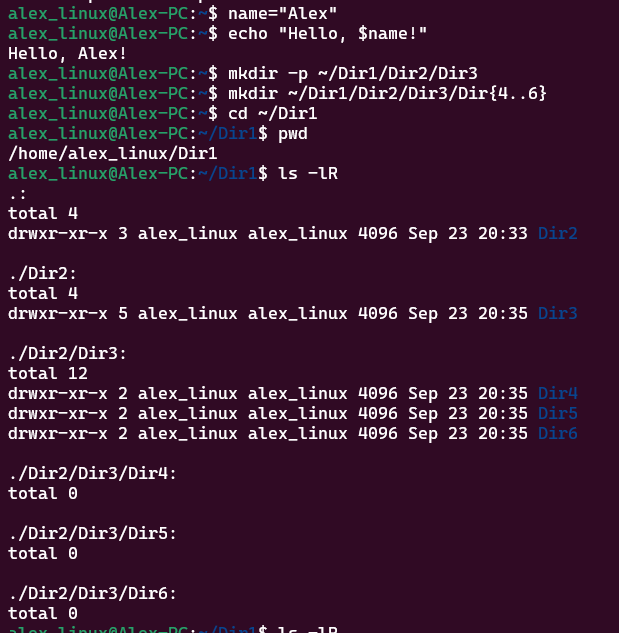 alex_linux@Alex-PC:~$ name="Alex"
alex_linux@Alex-PC:~$ echo "Hello, $name!"
Hello, Alex!
alex_linux@Alex-PC:~$ mkdir -p ~/Dir1/Dir2/Dir3
alex_linux@Alex-PC:~$ mkdir ~/Dir1/Dir2/Dir3/Dir{4..6}
alex_linux@Alex-PC:~$ cd ~/Dir1
alex_linux@Alex-PC:~/Dir1$ pwd
/home/alex_linux/Dir1
alex_linux@Alex-PC:~/Dir1$ ls -lR
.:
total 4
drwxr-xr-x 3 alex_linux alex_linux 4096 Sep 23 20:33 Dir2

./Dir2:
total 4
drwxr-xr-x 5 alex_linux alex_linux 4096 Sep 23 20:35 Dir3

./Dir2/Dir3:
total 12
drwxr-xr-x 2 alex_linux alex_linux 4096 Sep 23 20:35 Dir4
drwxr-xr-x 2 alex_linux alex_linux 4096 Sep 23 20:35 Dir5
drwxr-xr-x 2 alex_linux alex_linux 4096 Sep 23 20:35 Dir6

./Dir2/Dir3/Dir4:
total 0

./Dir2/Dir3/Dir5:
total 0

./Dir2/Dir3/Dir6:
total 0
alex_linux@Alex-PC:~/Dir1$ ls -lR